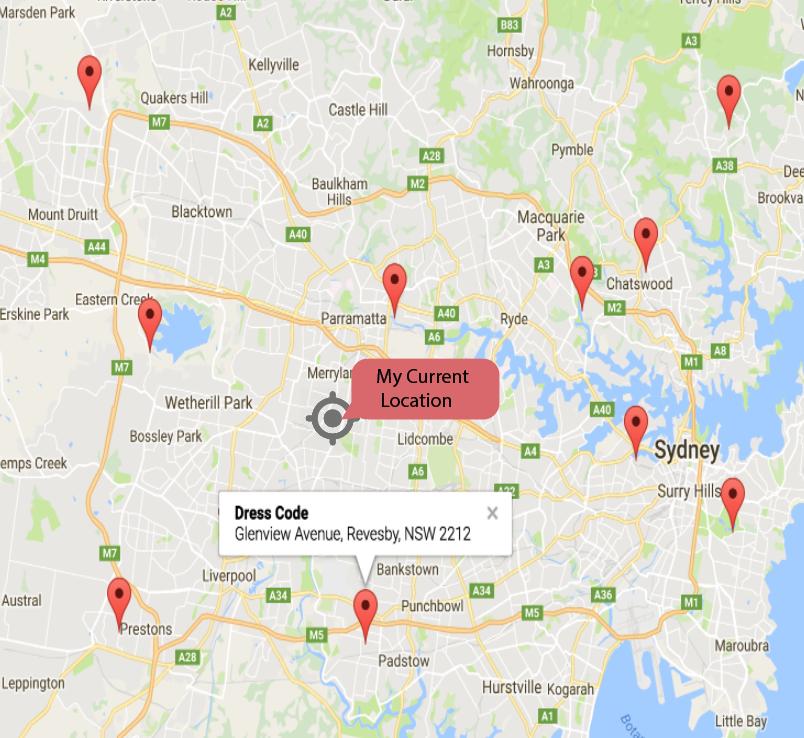 Marsden Park
A2
B83
A3
Hornsby
Kellyville
Wahroonga
Quakers Hill
Castle Hill
M7
A2
Pymble
A28
A38
M2
Baulkham
Hills
Brookva
Mount Druitt
Blacktown
Macquarie
Park
A40
A44
M4
A3
Chatswood
Eastern Creek
Erskine Park
Parramatta
A40
Ryde
M2
A6
A8
M1
M7
Merrylan
My Current
Location
Wetherill Park
A40
Bossley Park
Lidcombe
Sydney
A4
emps Creek
A6
Surry Hills
A22
Dress Code ×
Glenview Avenue, Revesby, NSW 2212
M7
Liverpool
Bankstown
Austral
A34
Punchbowl
A34
A36
M1
M5
Prestons
M5
Maroubra
A28
Padstow
Leppington
Hurstville
Kogarah
A1
Little Bay